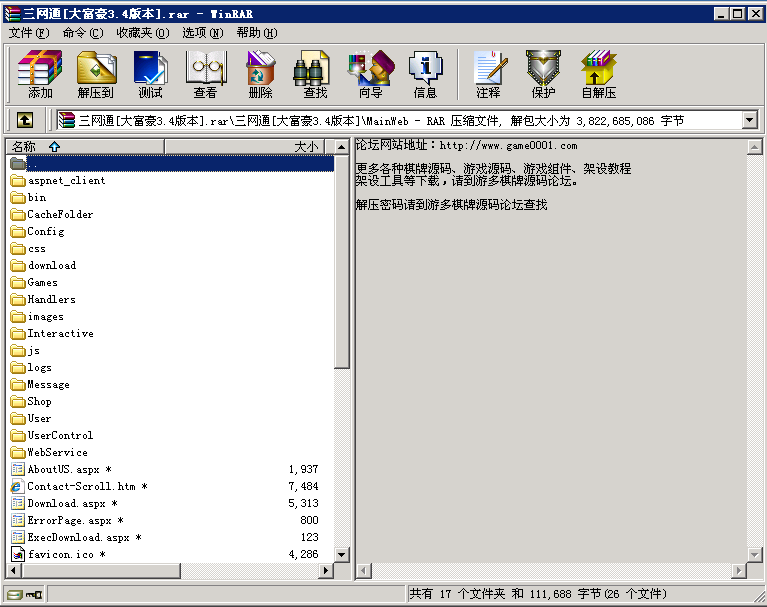 三网通[大富豪3.4版本].rar - WinRAR
文件(F) 命令(C) 收藏夹(O) 选项(N) 帮助(H)
添加 解压到 测试 查看 删除 查找 向导 信息 注释 保护 自解压
三网通[大富豪3.4版本].rar\三网通[大富豪3.4版本]\MainWeb - RAR 压缩文件, 解包大小为 3,822,685,086 字节
名称 大小
..
aspnet_client
bin
CacheFolder
Config
css
download
Games
Handlers
images
Interactive
js
logs
Message
Shop
User
UserControl
WebService
AboutUS.aspx * 1,937
Contact-Scroll.htm * 7,484
Download.aspx * 5,313
ErrorPage.aspx * 800
ExecDownload.aspx * 123
favicon.ico * 4,286
论坛网站地址：http://www.game0001.com
更多各种棋牌源码、游戏源码、游戏组件、架设教程
架设工具等下载，请到游多棋牌源码论坛。
解压密码请到游多棋牌源码论坛查找
共有 17 个文件夹 和 111,688 字节(26 个文件)